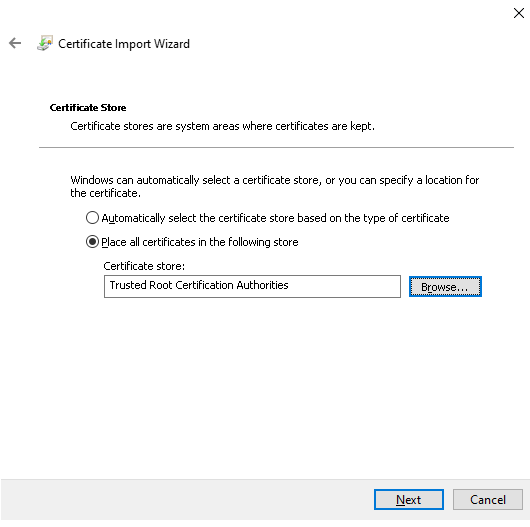 Certificate Import Wizard
Certificate Store
Certificate stores are system areas where certificates are kept.
Windows can automatically select a certificate store, or you can specify a location for
the certificate.
Automatically select the certificate store based on the type of certificate
Place all certificates in the following store
Certificate store:
Trusted Root Certification Authorities
Browse...
Next
Cancel